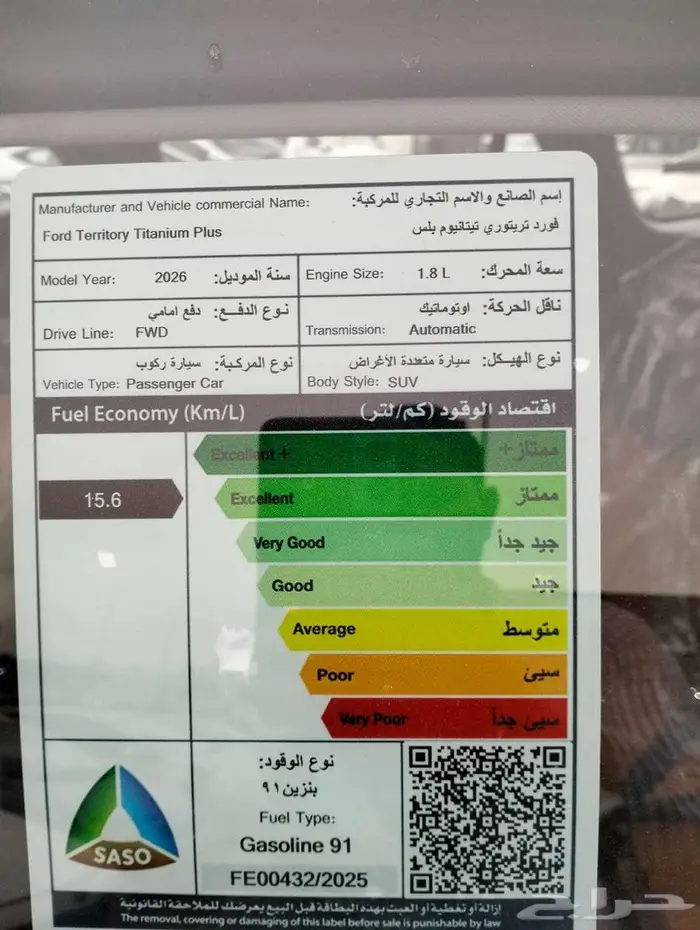 Manufacturer and Vehicle commercial Name: إسم الصانع والاسم التجاري للمركبة:
Ford Territory Titanium Plus فورد تريتوري تيتانيوم بلس
Model Year: 2026 سنة الموديل:
Engine Size: 1.8 L سعة المحرك:
نوع الدفع: دفع امامي
Drive Line: FWD
ناقل الحركة: اوتوماتيك
Transmission: Automatic
نوع المركبة: سيارة ركوب
Vehicle Type: Passenger Car
نوع الهيكل: سيارة متعددة الأغراض
Body Style: SUV
Fuel Economy (Km/L) اقتصاد الوقود (كم/لتر)
Excellent + ممتاز+
15.6
Excellent ممتاز
Very Good جيد جداً
Good جيد
Average متوسط
Poor سيئ
Very Poor سيئ جداً
SASO
نوع الوقود:
بنزين ٩١
Fuel Type:
Gasoline 91
FE00432/2025
إزالة أو تغطية أو العبث بهذه البطاقة قبل البيع يعرضك للملاحقة القانونية
The removal, covering or damaging of this label before sale is punishable by law
حراج